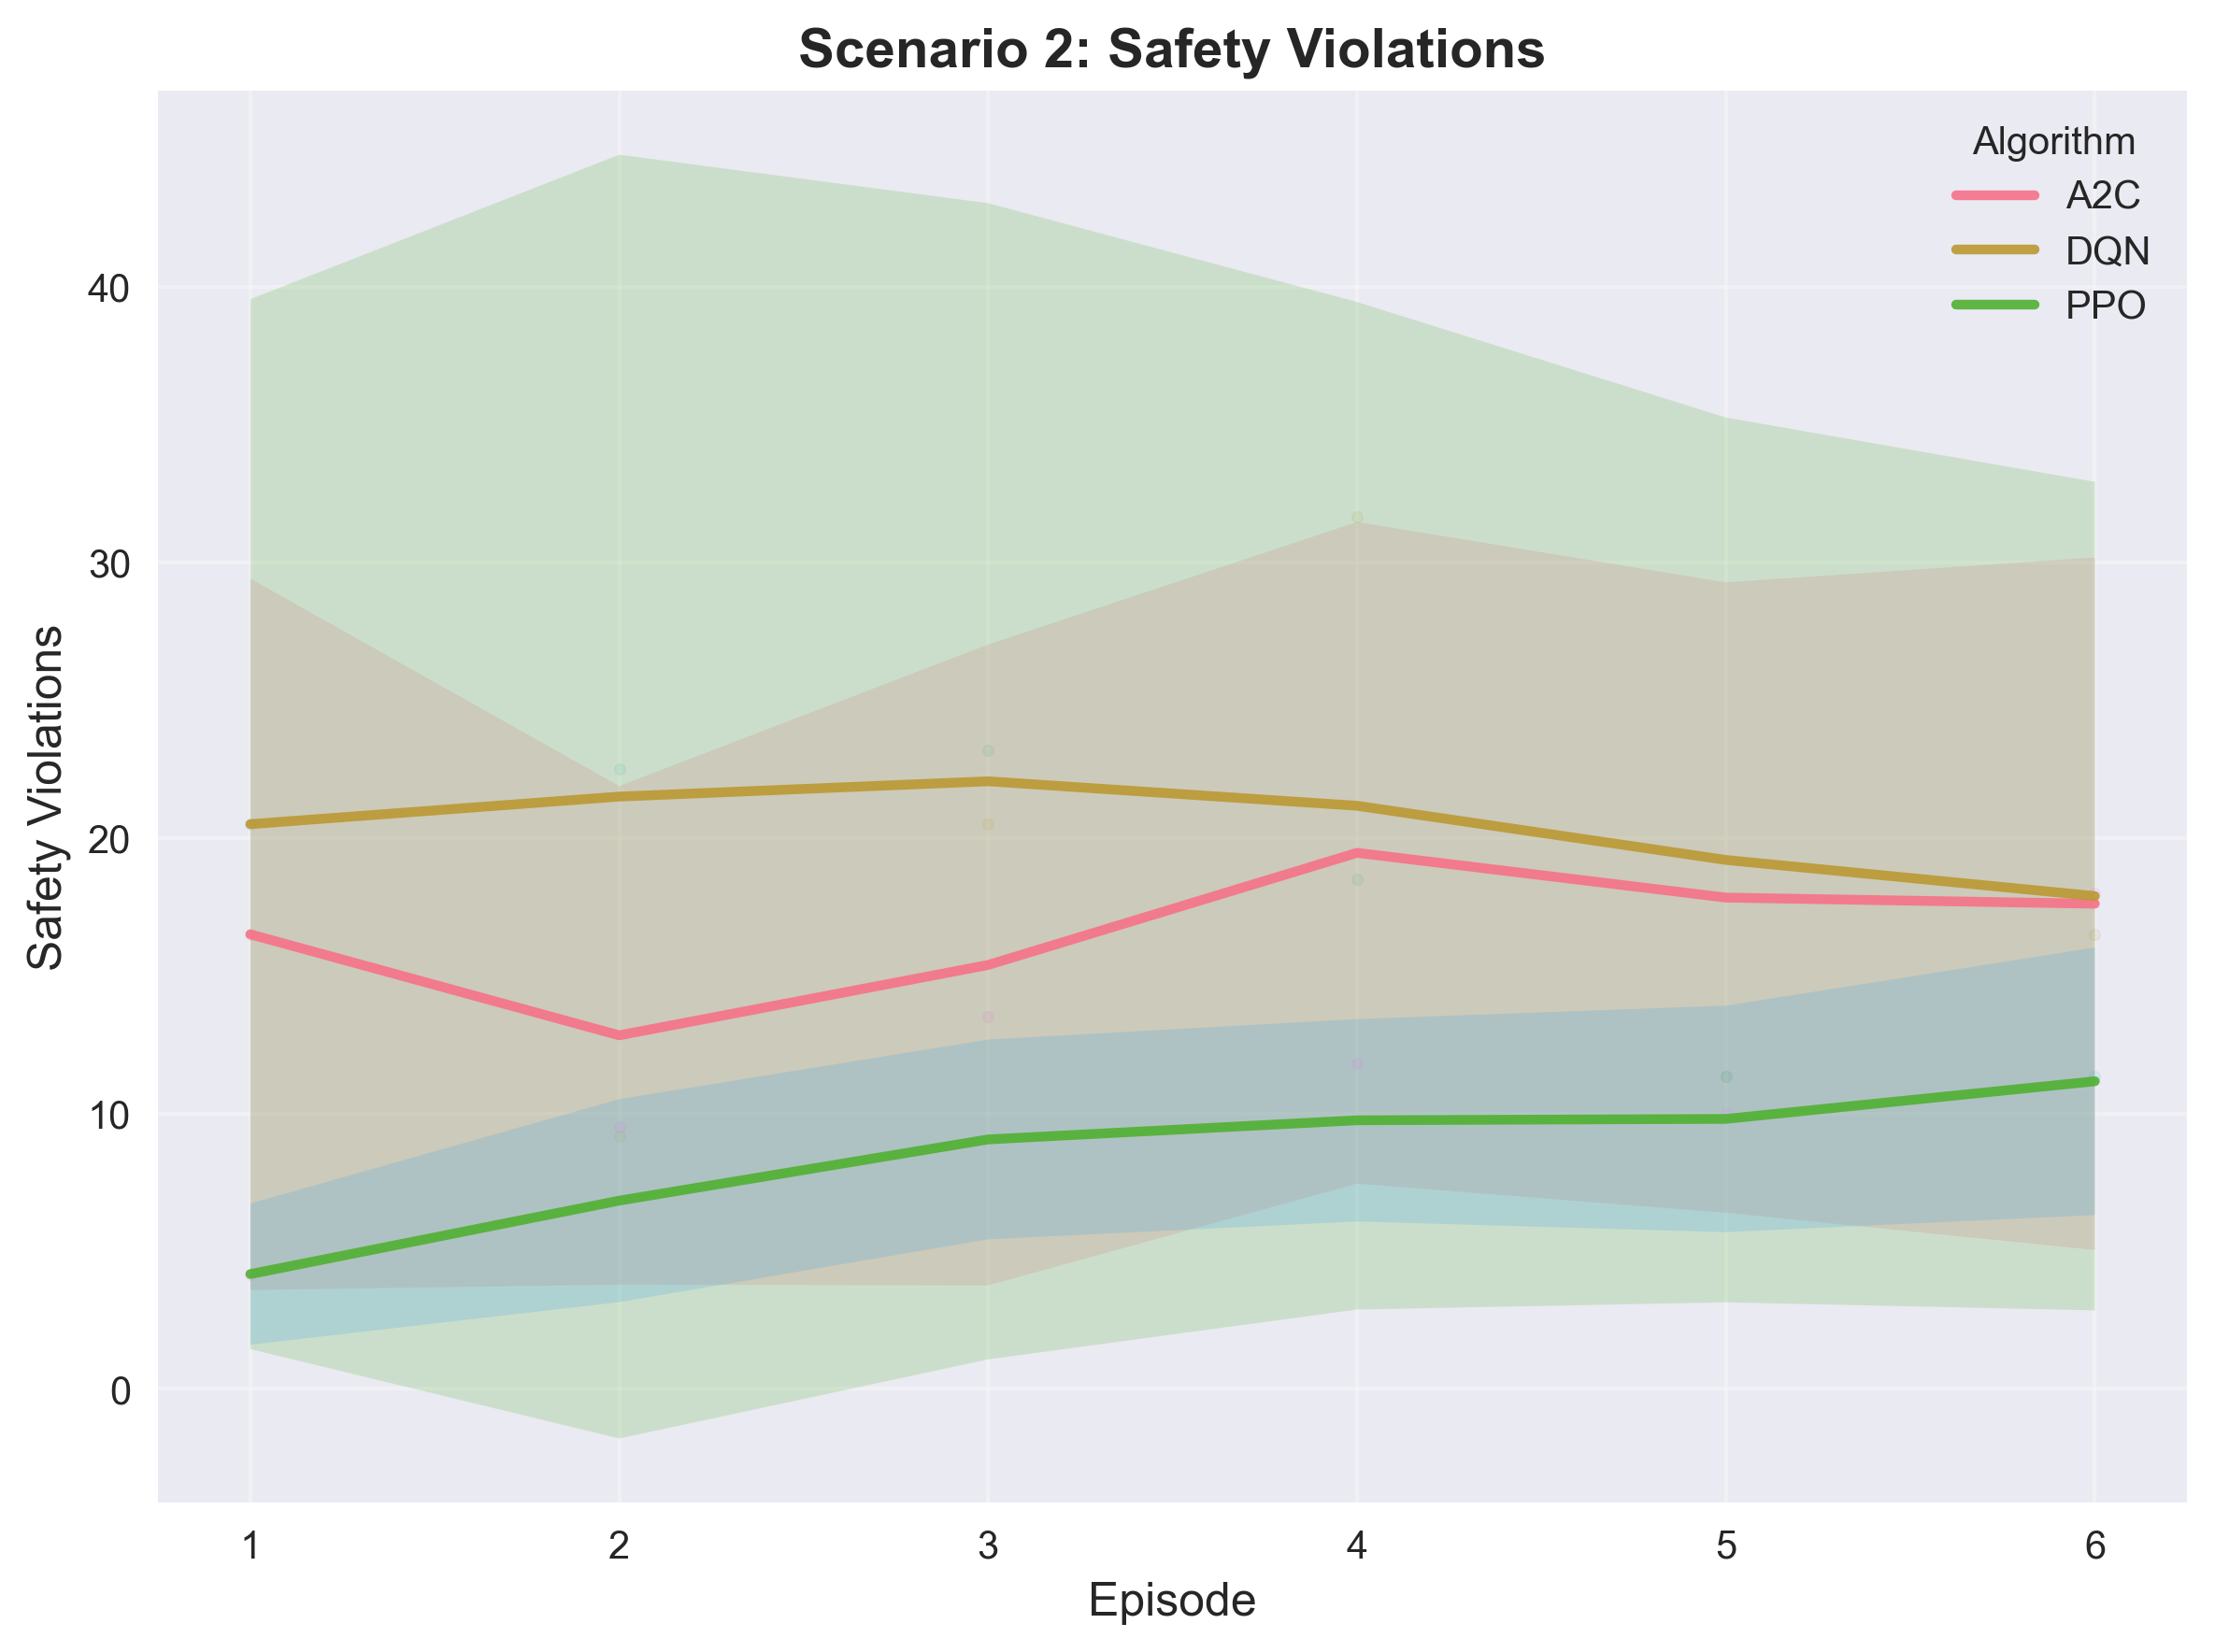 Scenario 2: Safety Violations
Algorithm
A2C
DQN
PPO
Safety Violations
40
30
20
10
0
1 2 3 4 5 6
Episode